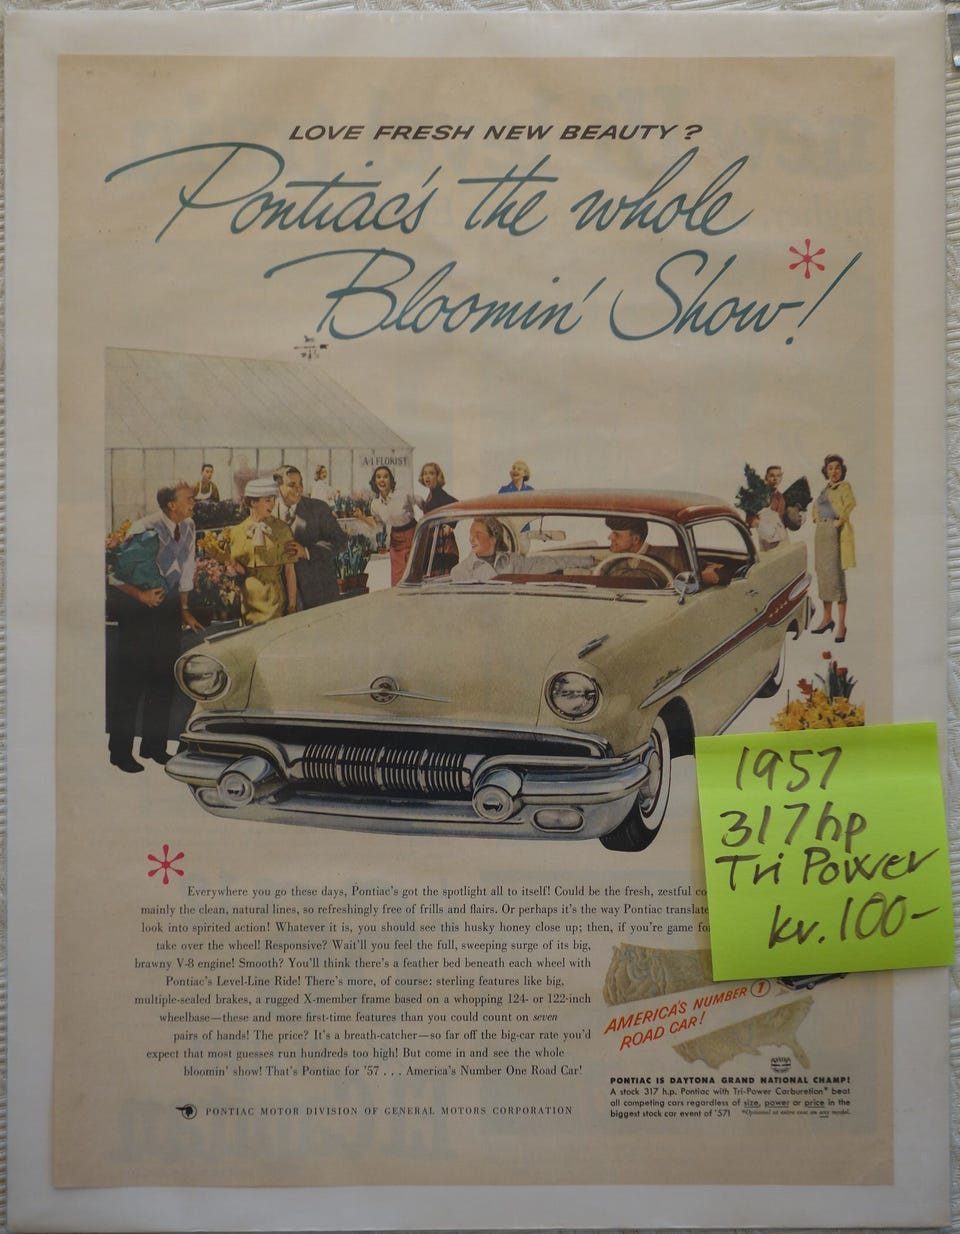 LOVE FRESH NEW BEAUTY?
Pontiac's the whole
Bloomin' Show!*
A-1 FLORIST
1957
317 hp
Tri Power
kr. 100-
*
Everywhere you go these days, Pontiac's got the spotlight all to itself! Could be the fresh, zestful
mainly the clean, natural lines, so refreshingly free of frills and flairs. Or perhaps it's the way Pontiac
look into spirited action! Whatever it is, you should see this husky honey close up; then, if you're game
take over the wheel! Responsive? Wait'll you feel the full, sweeping surge of its big,
brawny V-8 engine! Smooth? You'll think there's a feather bed beneath each wheel with
Pontiac's Level-Line Ride! There's more, of course: sterling features like big,
multiple-sealed brakes, a rugged X-member frame based on a whopping 124- or 122-inch
wheelbase—these and more first-time features than you could count on seven
pairs of hands! The price? It's a breath-catcher—so far off the big-car rate you'd
expect that most guesses run hundreds too high! But come in and see the whole
bloomin' show! That's Pontiac for '57 . . . America's Number One Road Car!
PONTIAC MOTOR DIVISION OF GENERAL MOTORS CORPORATION
AMERICA'S NUMBER 1
ROAD CAR!
PONTIAC IS DAYTONA GRAND NATIONAL CHAMP!
A stock 317 h.p. Pontiac with Tri-Power Carburetion* beat
all competing cars regardless of size, power or price in the
biggest stock car event of '57! *Optional at extra cost on any model.